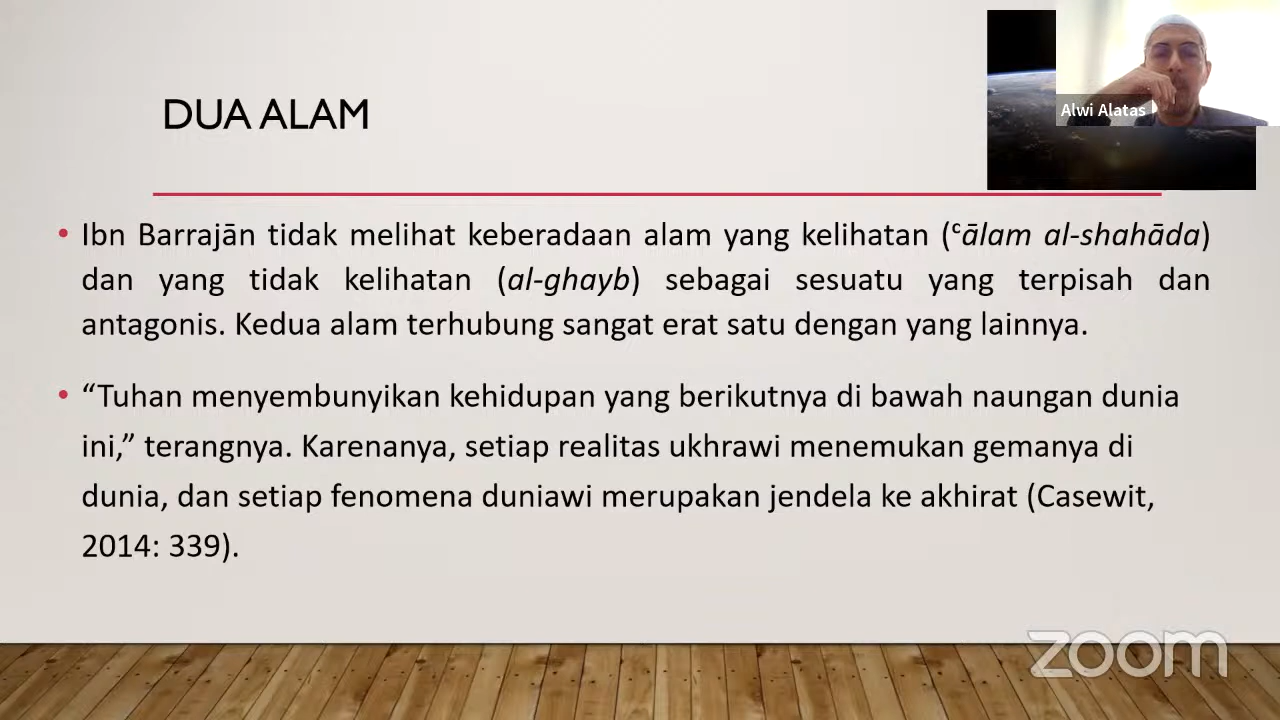 DUA ALAM
Alwi Alatas
• Ibn Barrajān tidak melihat keberadaan alam yang kelihatan (ᶜālam al-shahāda)
dan yang tidak kelihatan (al-ghayb) sebagai sesuatu yang terpisah dan
antagonis. Kedua alam terhubung sangat erat satu dengan yang lainnya.
• “Tuhan menyembunyikan kehidupan yang berikutnya di bawah naungan dunia
ini,” terangnya. Karenanya, setiap realitas ukhrawi menemukan gemanya di
dunia, dan setiap fenomena duniawi merupakan jendela ke akhirat (Casewit,
2014: 339).
zoom